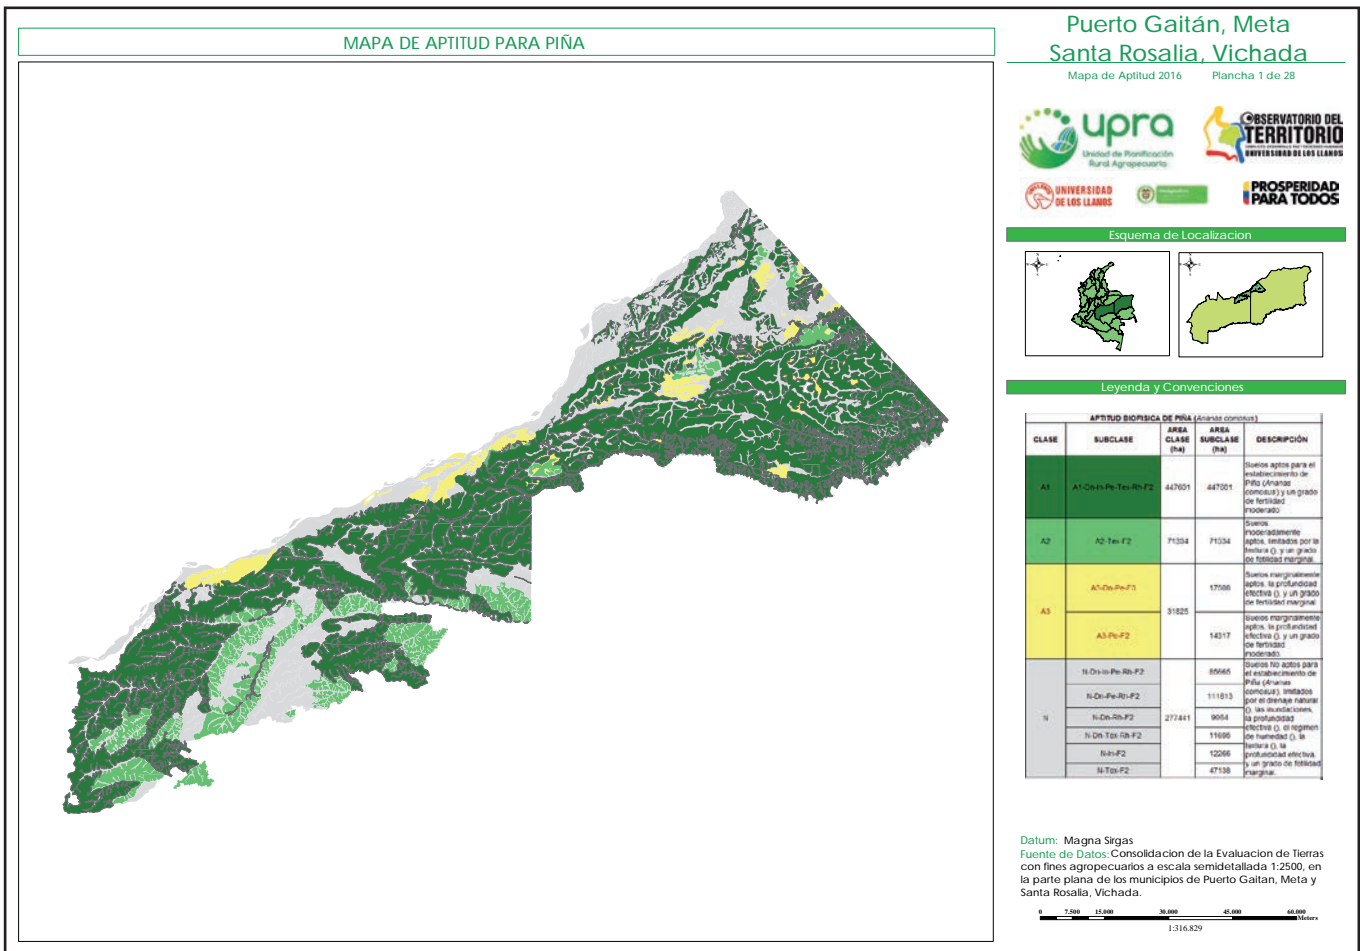 MAPA DE APTITUD PARA PIÑA
Puerto Gaitán, Meta
Santa Rosalia, Vichada
Mapa de Aptitud 2016 Plancha 1 de 28
upra
Unidad de Planificación
Rural Agropecuaria
OBSERVATORIO DEL
TERRITORIO
UNIVERSIDAD DE LOS LLANOS
UNIVERSIDAD
DE LOS LLANOS
PROSPERIDAD
PARA TODOS
Esquema de Localizacion
Leyenda y Convenciones
APTITUD BIOFISICA DE PIÑA (Ananas comosus)
CLASE
SUBCLASE
AREA
CLASE
(ha)
AREA
SUBCLASE
(ha)
DESCRIPCIÓN
A1
A1-Dn-In-Pe-Tex-Rh-F2
447601
447601
Suelos aptos para el
establecimiento de
Piña (Ananas
comosus) y un grado
de fertilidad
moderado
A2
A2-Tex-F2
71334
71334
Suelos
moderadamente
aptos, limitados por la
textura (), y un grado
de fertilidad marginal.
A3
A3-Dn-Pe-F3
31825
Suelos marginalmente
aptos, la profundidad
efectiva (), y un grado
de fertilidad marginal.
A3-Pe-F2
14317
Suelos marginalmente
aptos, la profundidad
efectiva (), y un grado
de fertilidad
moderado.
N
N-Dn-In-Pe-Rh-F2
277441
85665
Suelos No aptos para
el establecimiento de
Piña (Ananas
comosus), limitados
por el drenaje natural
(), las inundaciones,
la profundidad
efectiva (), el regimen
de humedad (), la
textura (), la
profundidad efectiva,
y un grado de fertilidad
marginal.
N-Dn-Pe-Rh-F2
111613
N-Dn-Rh-F2
N-Dn-Tex-Rh-F2
N-In-F2
12266
N-Tex-F2
47138
Datum: Magna Sirgas
Fuente de Datos: Consolidacion de la Evaluacion de Tierras
con fines agropecuarios a escala semidetallada 1:2500, en
la parte plana de los municipios de Puerto Gaitan, Meta y
Santa Rosalia, Vichada.
0 7.500 15.000 30.000 45.000 60.000
Meters
1:316.829